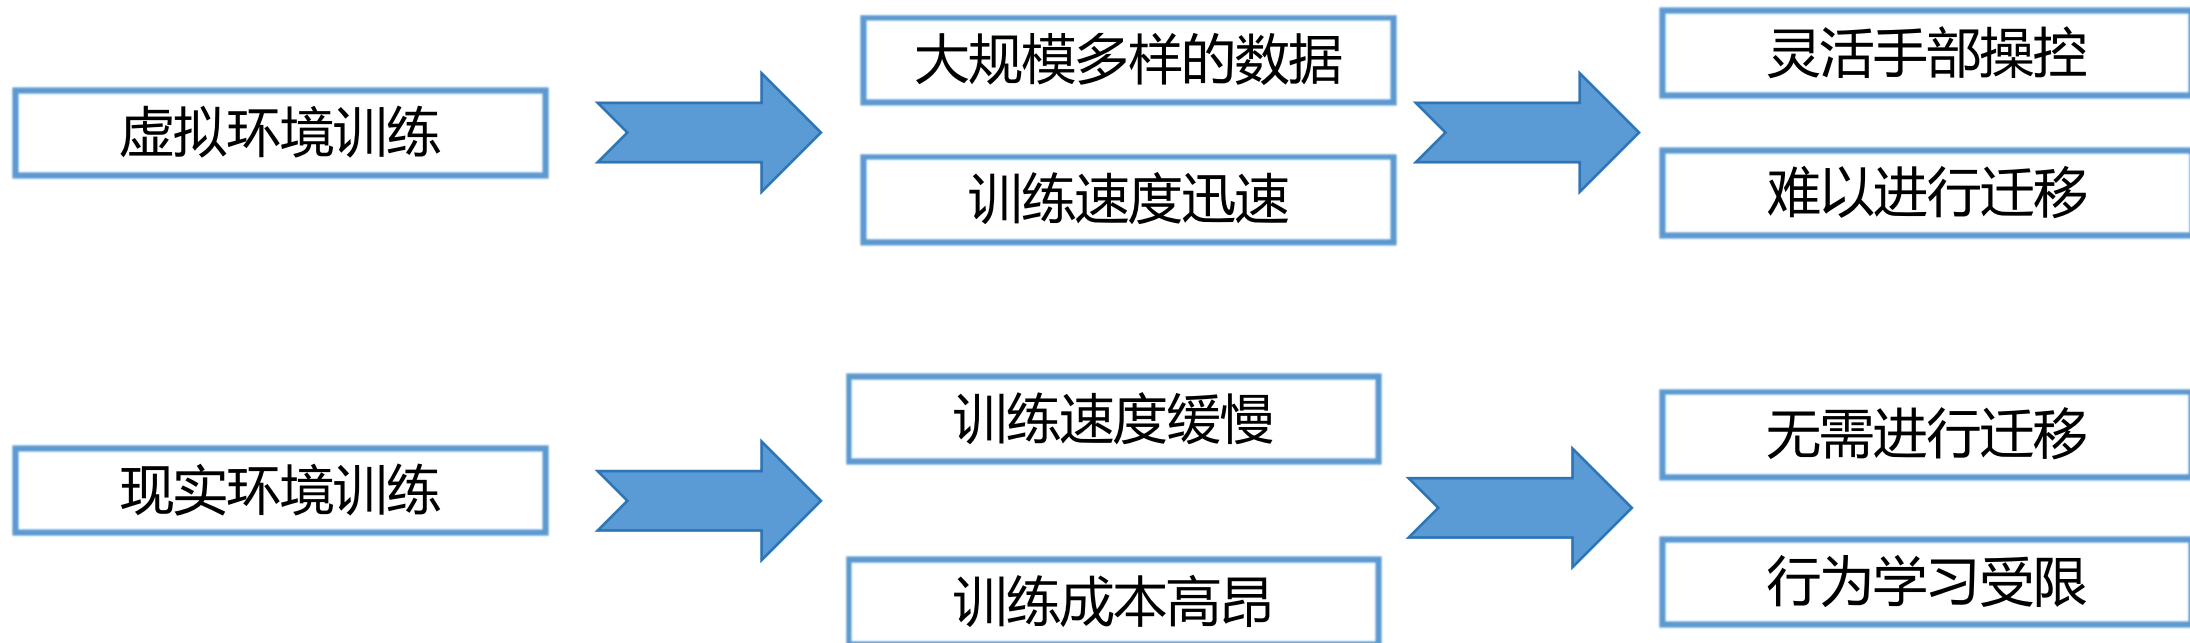 虚拟环境训练
大规模多样的数据
训练速度迅速
灵活手部操控
难以进行迁移
现实环境训练
训练速度缓慢
训练成本高昂
无需进行迁移
行为学习受限